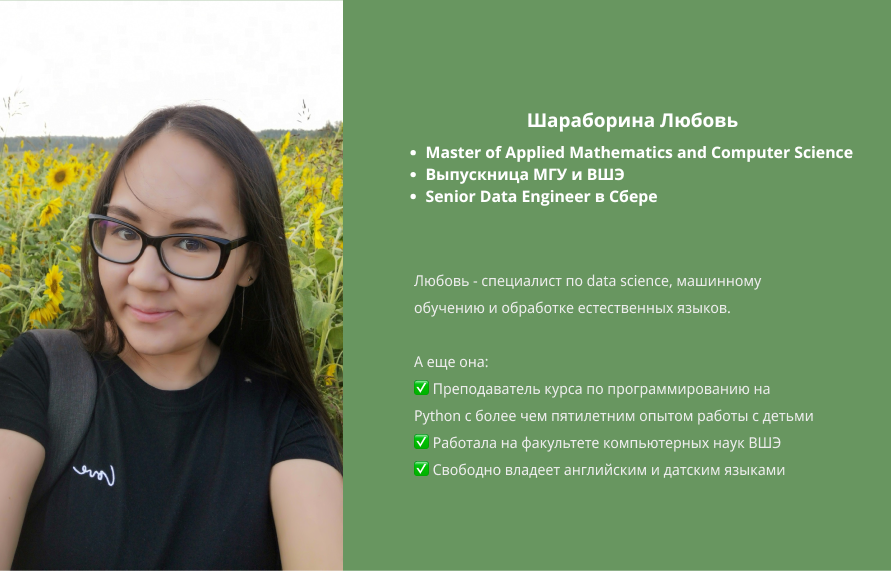 Шараборина Любовь
• Master of Applied Mathematics and Computer Science
• Выпускница МГУ и ВШЭ
• Senior Data Engineer в Сбере
Любовь - специалист по data science, машинному
обучению и обработке естественных языков.
А еще она:
✅ Преподаватель курса по программированию на
Python с более чем пятилетним опытом работы с детьми
✅ Работала на факультете компьютерных наук ВШЭ
✅ Свободно владеет английским и датским языками
love